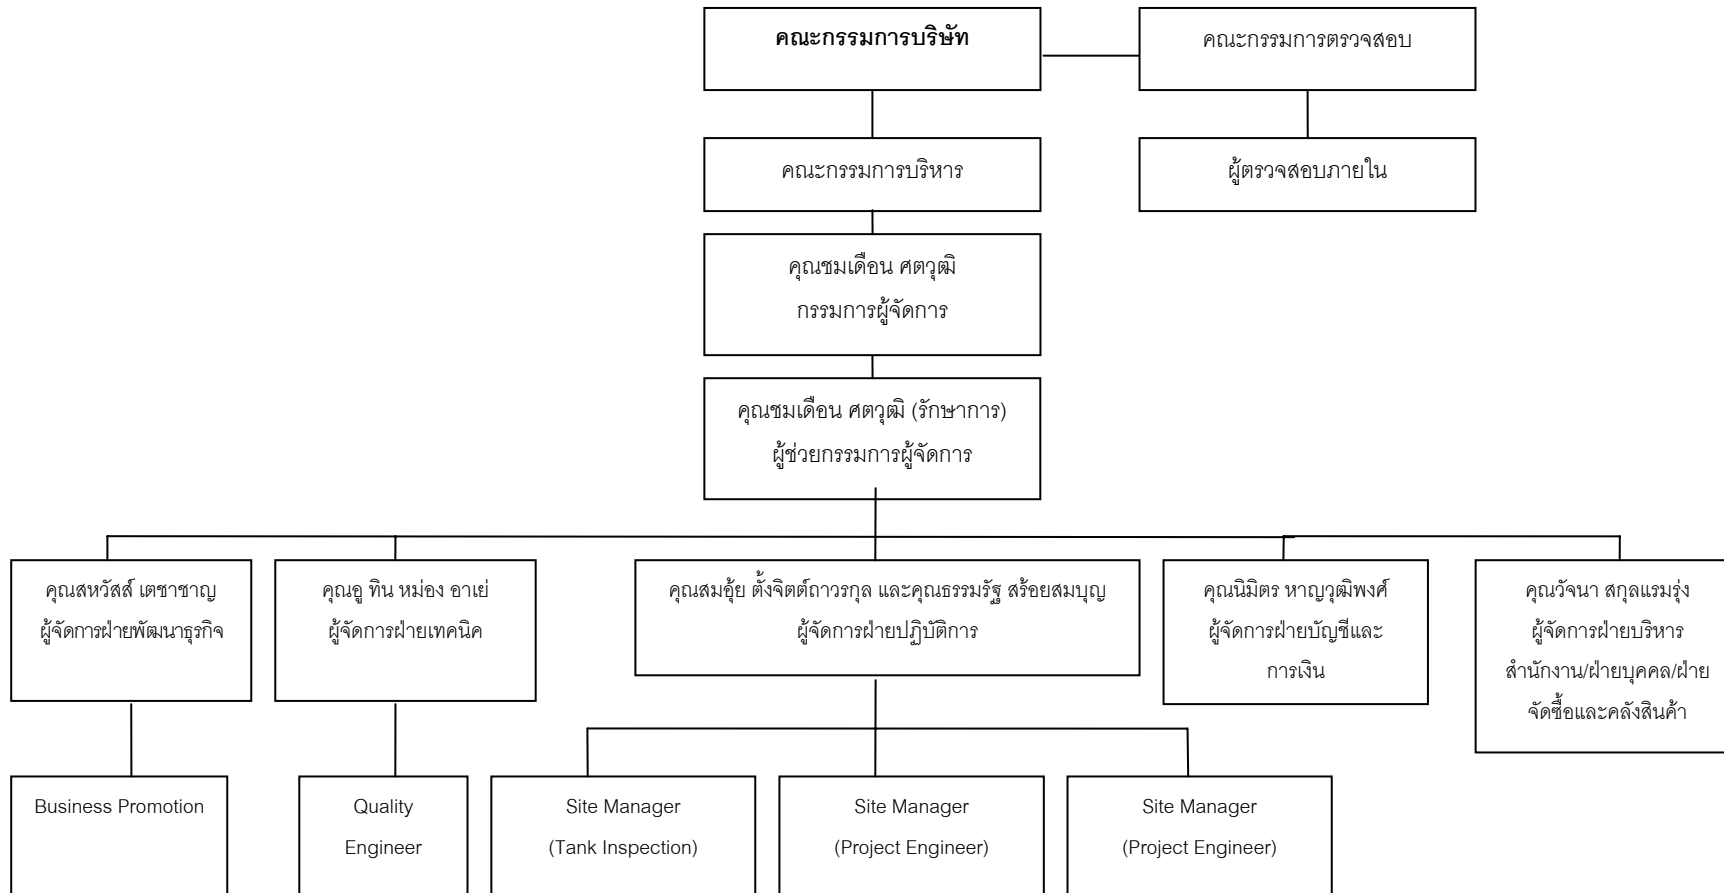 คณะกรรมการบริษัท
คณะกรรมการตรวจสอบ
คณะกรรมการบริหาร
ผู้ตรวจสอบภายใน
คุณชมเดือน ศตวุฒิ
กรรมการผู้จัดการ
คุณชมเดือน ศตวุฒิ (รักษาการ)
ผู้ช่วยกรรมการผู้จัดการ
คุณสหวัสส์ เตชาชาญ
ผู้จัดการฝ่ายพัฒนาธุรกิจ
คุณอู ทิน หม่อง อาเย่
ผู้จัดการฝ่ายเทคนิค
คุณสมอุ้ย ตั้งจิตต์ถาวรกุล และคุณธรรมรัฐ สร้อยสมบุญ
ผู้จัดการฝ่ายปฏิบัติการ
คุณนิมิตร หาญวุฒิพงศ์
ผู้จัดการฝ่ายบัญชีและ
การเงิน
คุณวัจนา สกุลแรมรุ่ง
ผู้จัดการฝ่ายบริหาร
สำนักงาน/ฝ่ายบุคคล/ฝ่าย
จัดซื้อและคลังสินค้า
Business Promotion
Quality
Engineer
Site Manager
(Tank Inspection)
Site Manager
(Project Engineer)
Site Manager
(Project Engineer)